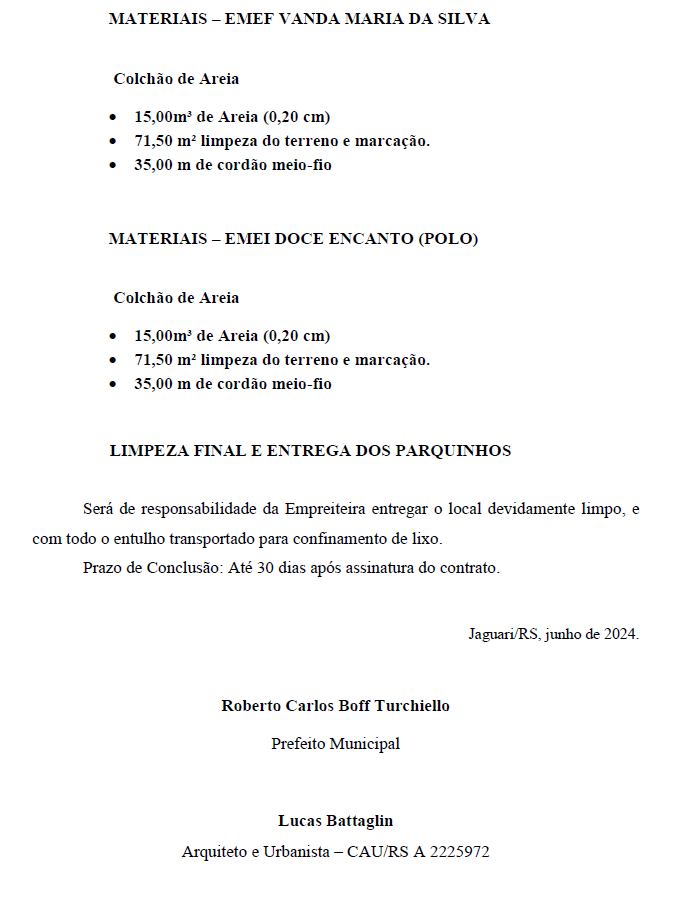 MATERIAIS – EMEF VANDA MARIA DA SILVA
Colchão de Areia
• 15,00m³ de Areia (0,20 cm)
• 71,50 m² limpeza do terreno e marcação.
• 35,00 m de cordão meio-fio
MATERIAIS – EMEI DOCE ENCANTO (POLO)
Colchão de Areia
• 15,00m³ de Areia (0,20 cm)
• 71,50 m² limpeza do terreno e marcação.
• 35,00 m de cordão meio-fio
LIMPEZA FINAL E ENTREGA DOS PARQUINHOS
Será de responsabilidade da Empreiteira entregar o local devidamente limpo, e
com todo o entulho transportado para confinamento de lixo.
Prazo de Conclusão: Até 30 dias após assinatura do contrato.
Jaguari/RS, junho de 2024.
Roberto Carlos Boff Turchiello
Prefeito Municipal
Lucas Battaglin
Arquiteto e Urbanista – CAU/RS A 2225972